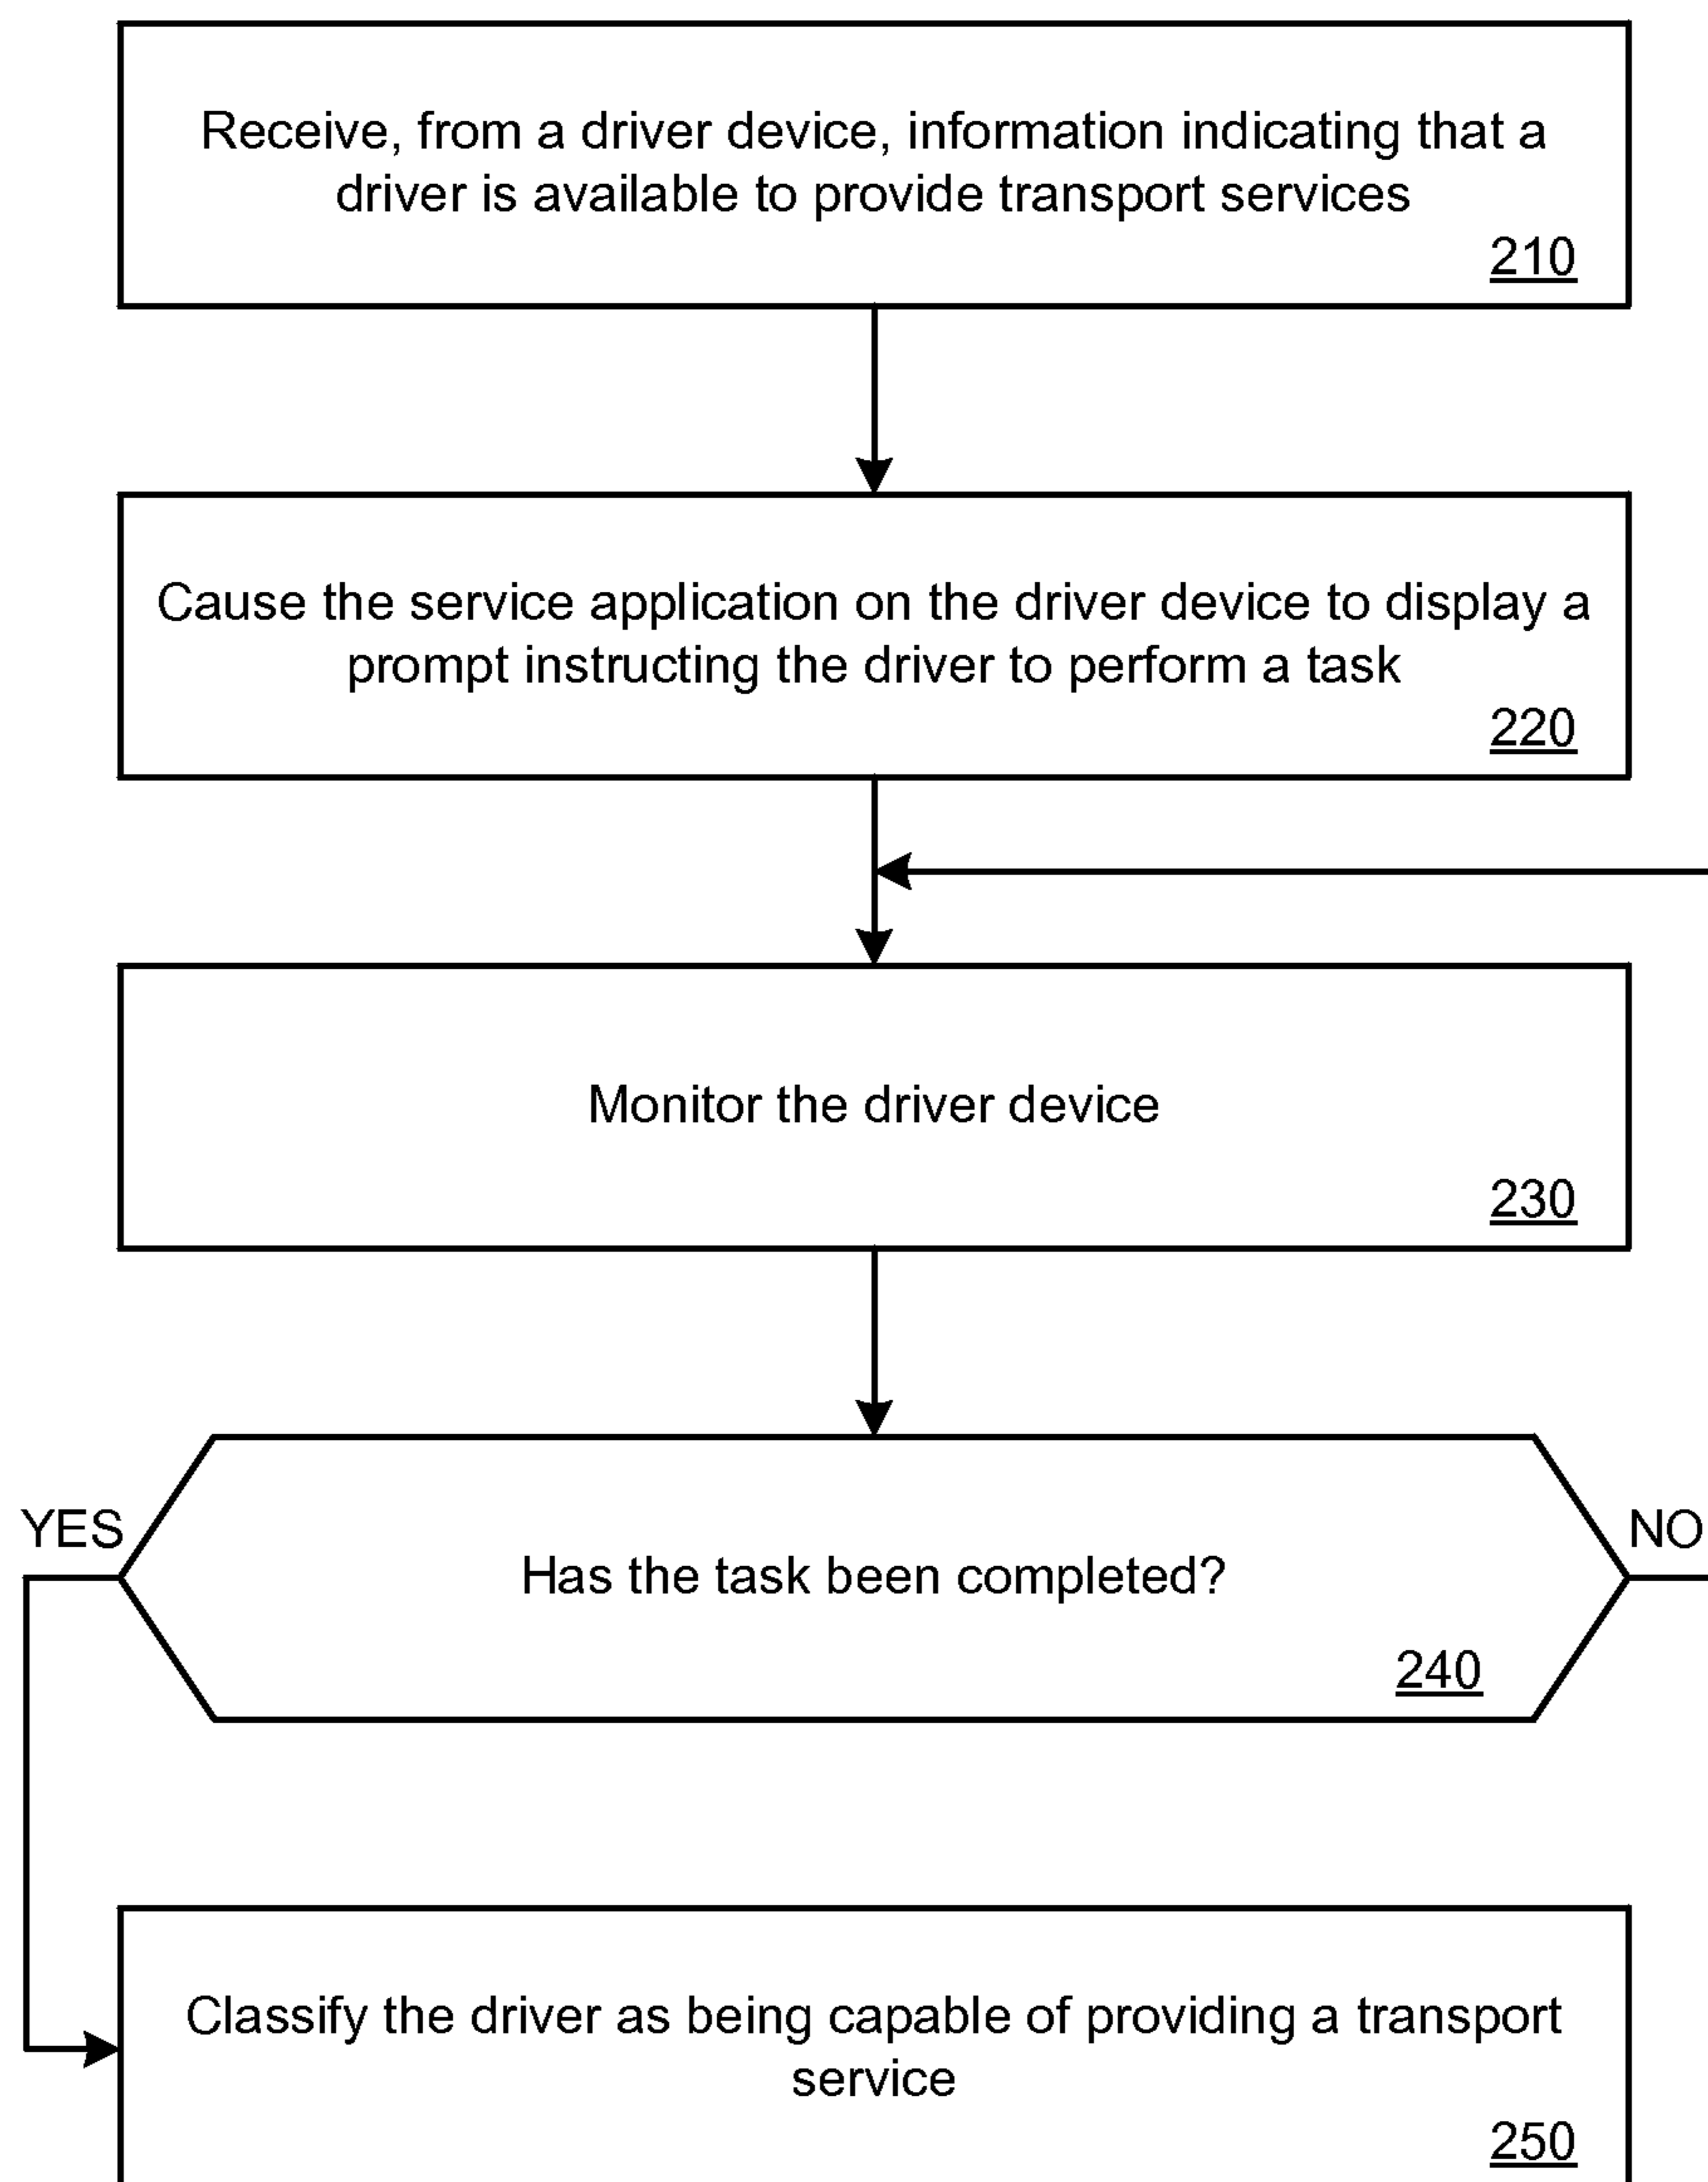 Receive, from a driver device, information indicating that a
driver is available to provide transport services
210
Cause the service application on the driver device to display a
prompt instructing the driver to perform a task
220
Monitor the driver device
230
YES
NO
Has the task been completed?
240
Classify the driver as being capable of providing a transport
service
250